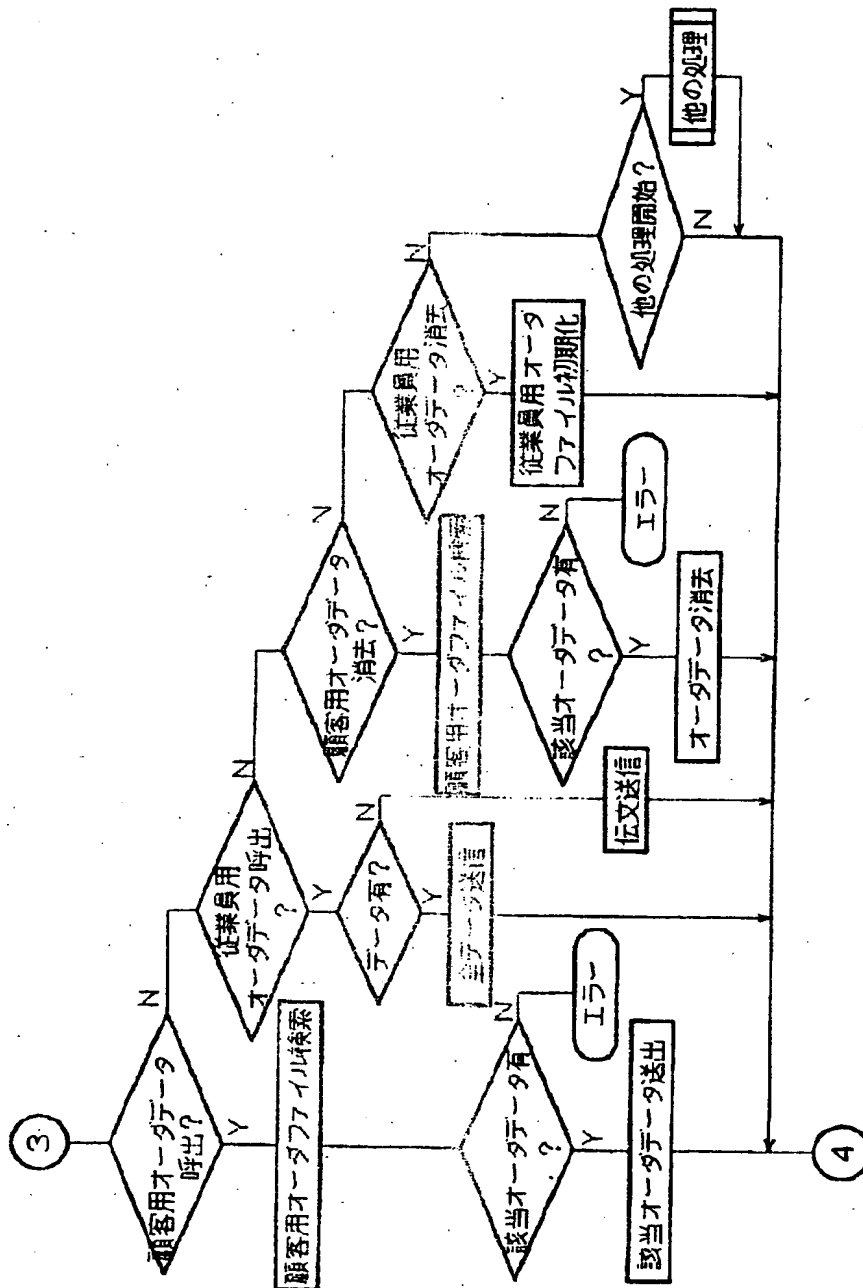 ③
顧客用オーダデータ
呼出?
Y
N
顧客用オーダファイル検索
該当オーダデータ有
?
Y
N
エラー
該当オーダデータ送出
従業員用
オーダデータ呼出
?
Y
N
データ有?
Y
N
全データ送信
伝文送信
顧客用オーダデータ
消去?
Y
N
顧客用オーダファイル検索
該当オーダデータ有
?
Y
N
エラー
オーダデータ消去
従業員用
オーダデータ消去
?
Y
N
従業員用オーダ
ファイル初期化
他の処理開始?
Y
N
他の処理
④